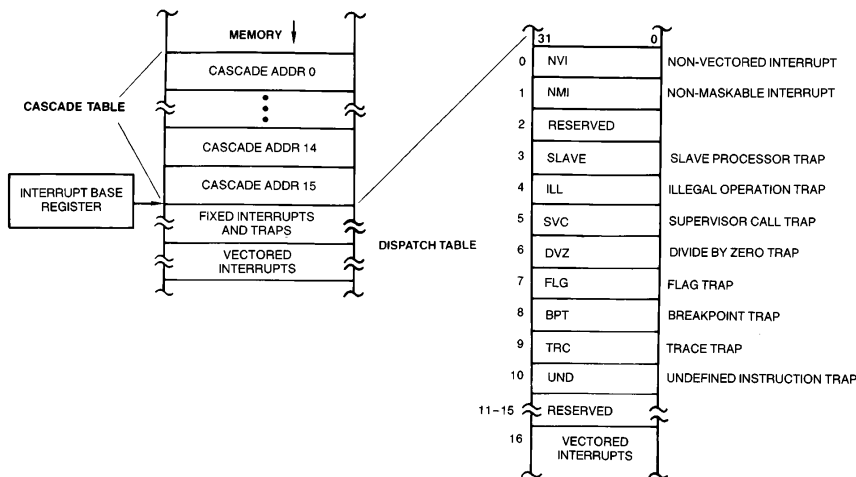 MEMORY
CASCADE ADDR 0
CASCADE TABLE
CASCADE ADDR 14
CASCADE ADDR 15
INTERRUPT BASE
REGISTER
FIXED INTERRUPTS
AND TRAPS
VECTORED
INTERRUPTS
DISPATCH TABLE
31 0
0 NVI NON-VECTORED INTERRUPT
1 NMI NON-MASKABLE INTERRUPT
2 RESERVED
3 SLAVE SLAVE PROCESSOR TRAP
4 ILL ILLEGAL OPERATION TRAP
5 SVC SUPERVISOR CALL TRAP
6 DVZ DIVIDE BY ZERO TRAP
7 FLG FLAG TRAP
8 BPT BREAKPOINT TRAP
9 TRC TRACE TRAP
10 UND UNDEFINED INSTRUCTION TRAP
11–15 RESERVED
16 VECTORED
INTERRUPTS